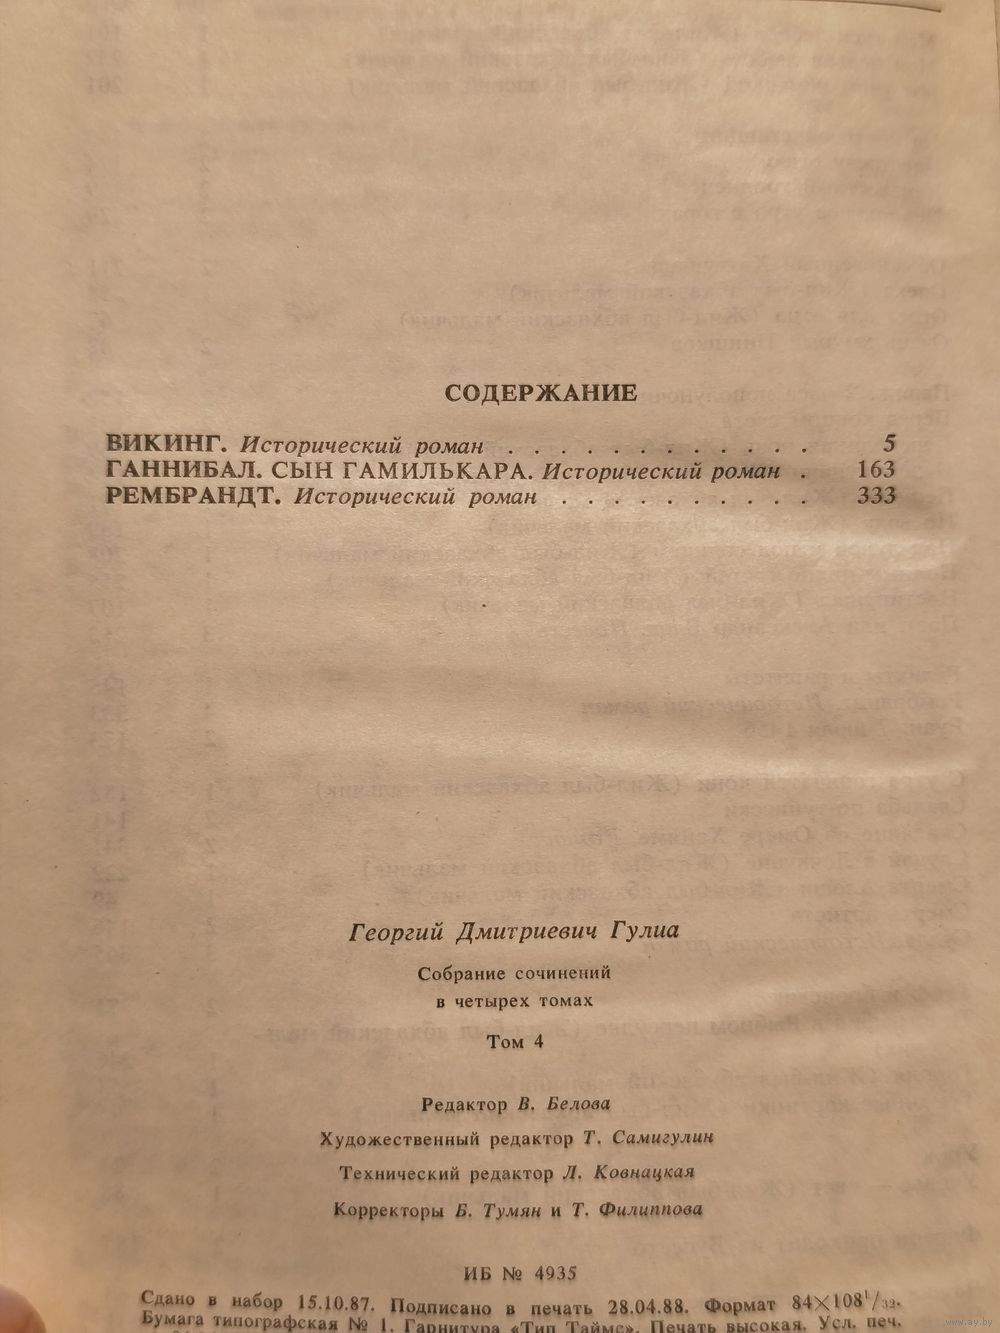 СОДЕРЖАНИЕ
ВИКИНГ. Исторический роман . . . . . . . . . . . . 5
ГАННИБАЛ. СЫН ГАМИЛЬКАРА. Исторический роман . 163
РЕМБРАНДТ. Исторический роман . . . . . . . . . . 333
Георгий Дмитриевич Гулиа
Собрание сочинений
в четырех томах
Том 4
Редактор В. Белова
Художественный редактор Т. Самигулин
Технический редактор Л. Ковнацкая
Корректоры Б. Тумян и Т. Филиппова
ИБ № 4935
Сдано в набор 15.10.87. Подписано в печать 28.04.88. Формат 84×108¹/₃₂.
Бумага типографская № 1. Гарнитура «Тип Таймс». Печать высокая. Усл. печ.
www.ay.by